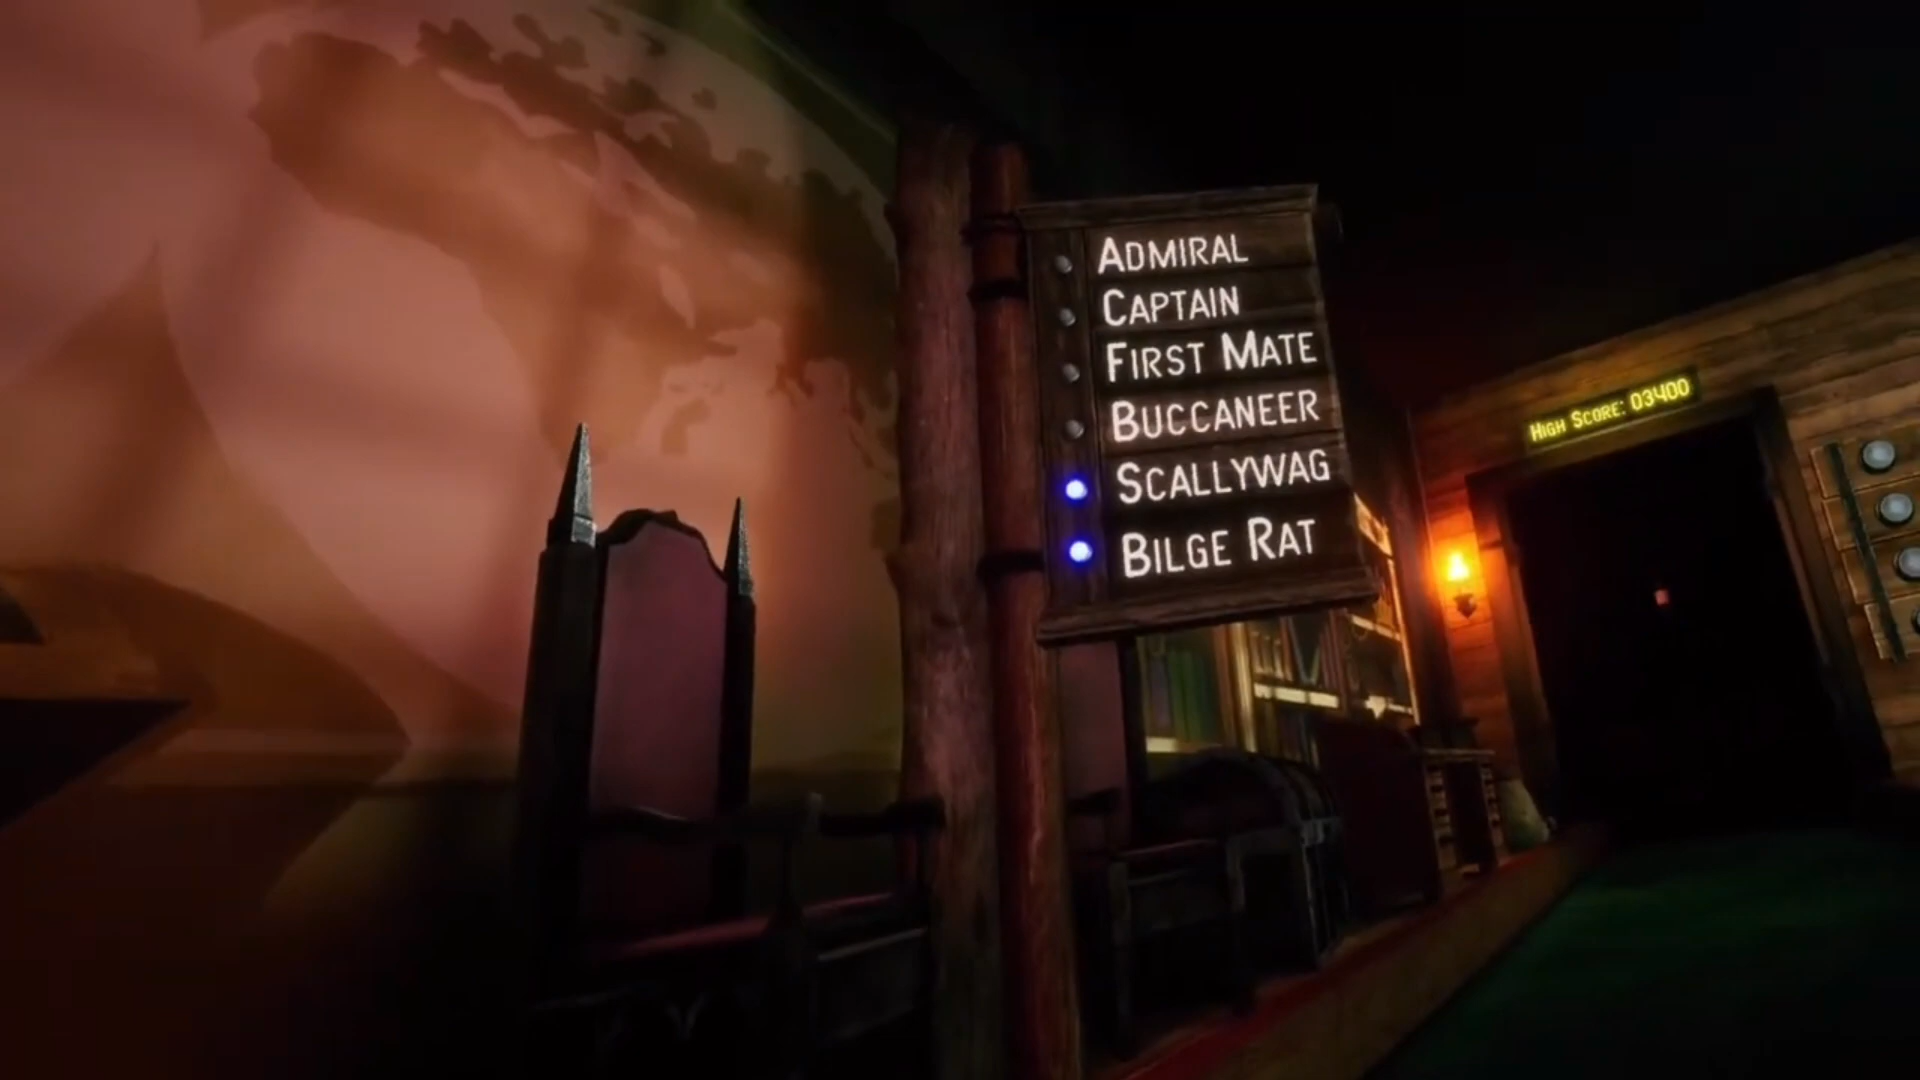 ADMIRAL
CAPTAIN
FIRST MATE
BUCCANEER
SCALLYWAG
BILGE RAT
HIGH SCORE: 03400